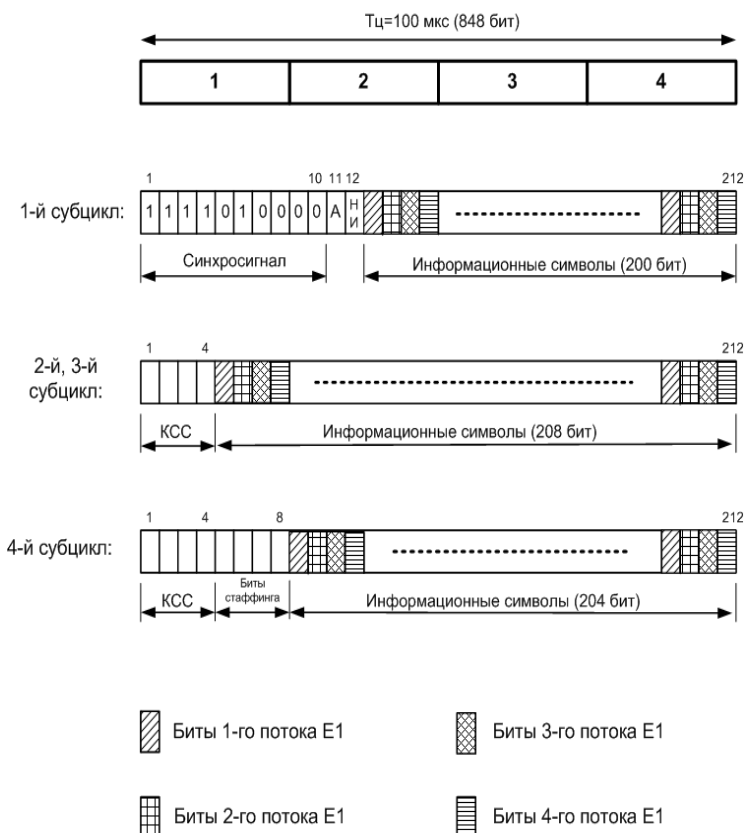 Тц=100 мкс (848 бит)
1 2 3 4
1 10 11 12 212
1-й субцикл:
1 1 1 1 0 1 0 0 0 0 А Н И
Синхросигнал
Информационные символы (200 бит)
1 4 212
2-й, 3-й
субцикл:
КСС
Информационные символы (208 бит)
1 4 8 212
4-й субцикл:
КСС
Биты
стаффинга
Информационные символы (204 бит)
Биты 1-го потока Е1
Биты 3-го потока Е1
Биты 2-го потока Е1
Биты 4-го потока Е1